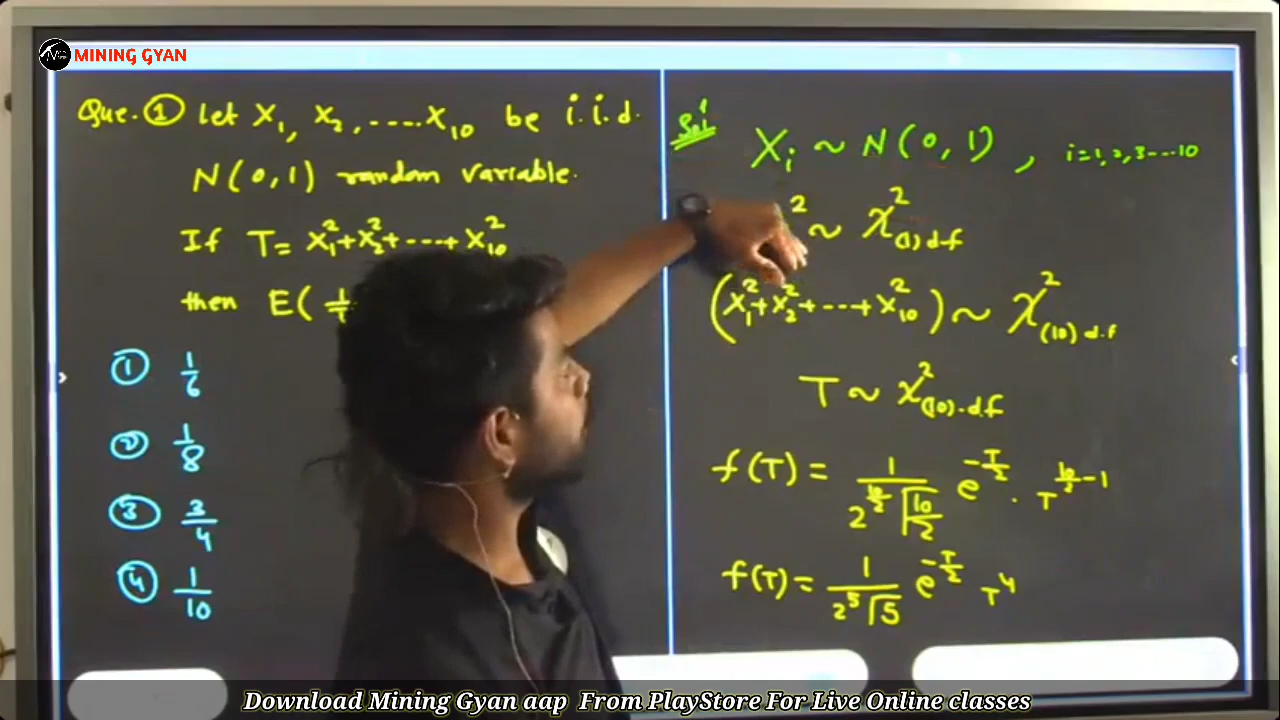 MINING GYAN
Que. ① Let X₁, X₂, ..... X₁₀ be i.i.d.
N(0,1) random variable.
If T= X₁²+X₂²+ ---+ X₁₀²
then E(
① 1/6
② 1/8
③ 3/4
④ 1/10
Sol
Xᵢ ~ N(0,1), i=1,2,3---10
² ~ χ²(1)d.f
(X₁²+X₂²+---+X₁₀²) ~ χ²(10)d.f
T ~ χ²(10).d.f
f(T) = 1/(2^(10/2) Γ(10/2)) e^(-T/2) . T^(10/2 -1)
f(T) = 1/(2⁵ Γ5) e^(-T/2) T⁴
Download Mining Gyan aap From PlayStore For Live Online classes